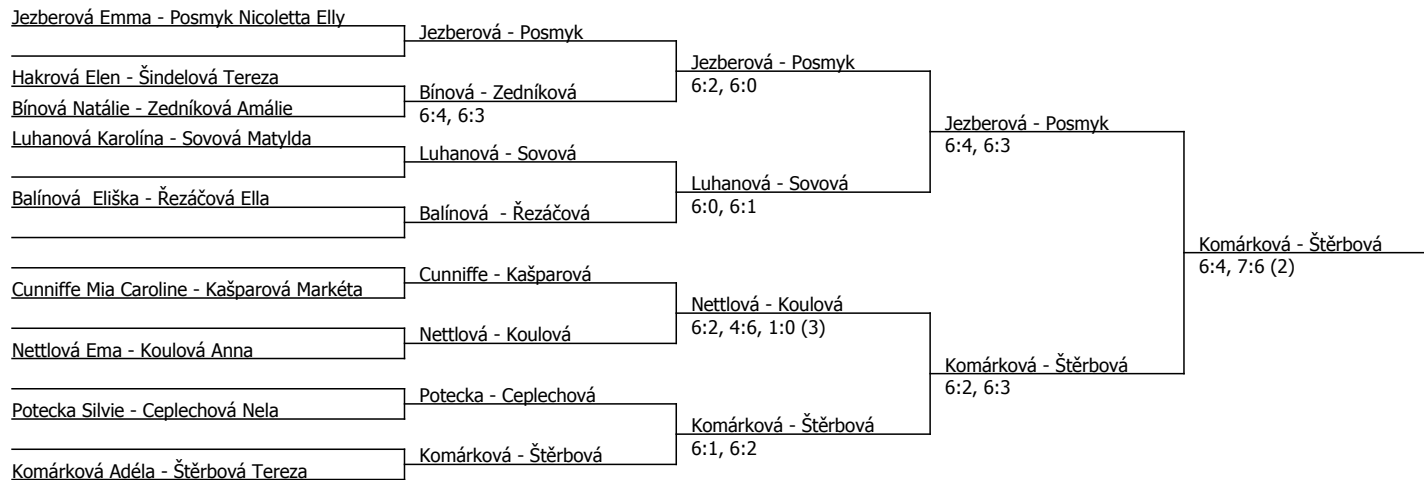 Jezberová Emma - Posmyk Nicoletta Elly
Hakrová Elen - Šindelová Tereza
Bínová Natálie - Zedníková Amálie
Luhanová Karolína - Sovová Matylda
Balínová  Eliška - Řezáčová Ella
Cunniffe Mia Caroline - Kašparová Markéta
Nettlová Ema - Koulová Anna
Potecka Silvie - Ceplechová Nela
Komárková Adéla - Štěrbová Tereza
Jezberová - Posmyk
Bínová - Zedníková
6:4, 6:3
Luhanová - Sovová
Balínová  - Řezáčová
Cunniffe - Kašparová
Nettlová - Koulová
Potecka - Ceplechová
Komárková - Štěrbová
Jezberová - Posmyk
6:2, 6:0
Luhanová - Sovová
6:0, 6:1
Nettlová - Koulová
6:2, 4:6, 1:0 (3)
Komárková - Štěrbová
6:1, 6:2
Jezberová - Posmyk
6:4, 6:3
Komárková - Štěrbová
6:2, 6:3
Komárková - Štěrbová
6:4, 7:6 (2)